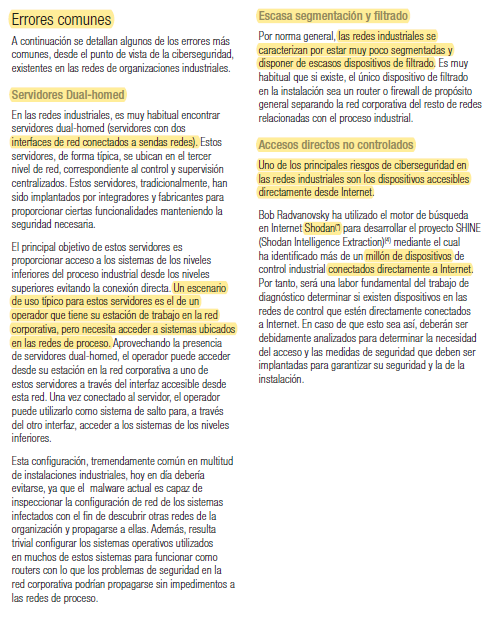 Errores comunes
A continuación se detallan algunos de los errores más
comunes, desde el punto de vista de la ciberseguridad,
existentes en las redes de organizaciones industriales.
Servidores Dual-homed
En las redes industriales, es muy habitual encontrar
servidores dual-homed (servidores con dos
interfaces de red conectados a sendas redes). Estos
servidores, de forma típica, se ubican en el tercer
nivel de red, correspondiente al control y supervisión
centralizados. Estos servidores, tradicionalmente, han
sido implantados por integradores y fabricantes para
proporcionar ciertas funcionalidades manteniendo la
seguridad necesaria.
El principal objetivo de estos servidores es
proporcionar acceso a los sistemas de los niveles
inferiores del proceso industrial desde los niveles
superiores evitando la conexión directa. Un escenario
de uso típico para estos servidores es el de un
operador que tiene su estación de trabajo en la red
corporativa, pero necesita acceder a sistemas ubicados
en las redes de proceso. Aprovechando la presencia
de servidores dual-homed, el operador puede acceder
desde su estación en la red corporativa a uno de
estos servidores a través del interfaz accesible desde
esta red. Una vez conectado al servidor, el operador
puede utilizarlo como sistema de salto para, a través
del otro interfaz, acceder a los sistemas de los niveles
inferiores.
Esta configuración, tremendamente común en multitud
de instalaciones industriales, hoy en día debería
evitarse, ya que el malware actual es capaz de
inspeccionar la configuración de red de los sistemas
infectados con el fin de descubrir otras redes de la
organización y propagarse a ellas. Además, resulta
trivial configurar los sistemas operativos utilizados
en muchos de estos sistemas para funcionar como
routers con lo que los problemas de seguridad en la
red corporativa podrían propagarse sin impedimentos a
las redes de proceso.
Escasa segmentación y filtrado
Por norma general, las redes industriales se
caracterizan por estar muy poco segmentadas y
disponer de escasos dispositivos de filtrado. Es muy
habitual que si existe, el único dispositivo de filtrado
en la instalación sea un router o firewall de propósito
general separando la red corporativa del resto de redes
relacionadas con el proceso industrial.
Accesos directos no controlados
Uno de los principales riesgos de ciberseguridad en
las redes industriales son los dispositivos accesibles
directamente desde Internet.
Bob Radvanovsky ha utilizado el motor de búsqueda
en Internet Shodan(*) para desarrollar el proyecto SHINE
(Shodan Intelligence Extraction)(4) mediante el cual
ha identificado más de un millón de dispositivos de
control industrial conectados directamente a Internet.
Por tanto, será una labor fundamental del trabajo de
diagnóstico determinar si existen dispositivos en las
redes de control que estén directamente conectados
a Internet. En caso de que esto sea así, deberán ser
debidamente analizados para determinar la necesidad
del acceso y las medidas de seguridad que deben ser
implantadas para garantizar su seguridad y la de la
instalación.